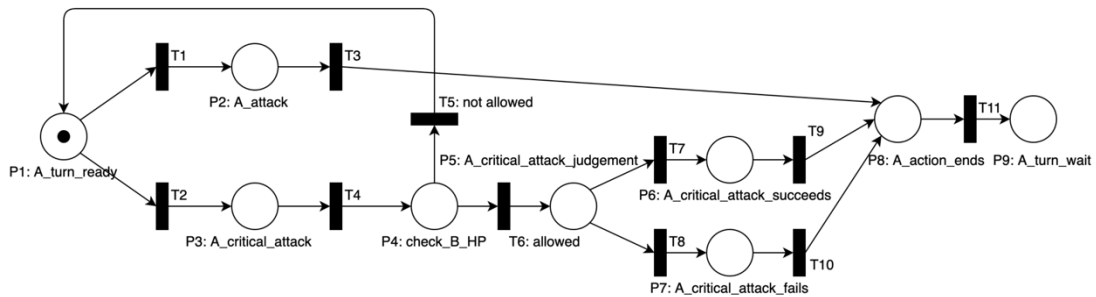 T1
T3
P2: A_attack
T5: not allowed
T11
P1: A_turn_ready
P5: A_critical_attack_judgement
T7
T9
P8: A_action_ends
P9: A_turn_wait
T2
T4
P6: A_critical_attack_succeeds
P3: A_critical_attack
P4: check_B_HP
T6: allowed
T8
T10
P7: A_critical_attack_fails